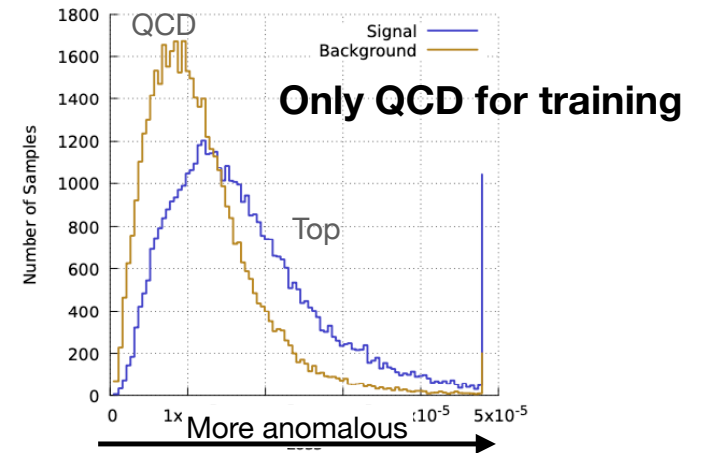 1800
1600
1400
1200
1000
800
600
400
200
0
Number of Samples
QCD
Signal
Background
Only QCD for training
Top
0
1x
x10⁻⁵
5x10⁻⁵
More anomalous